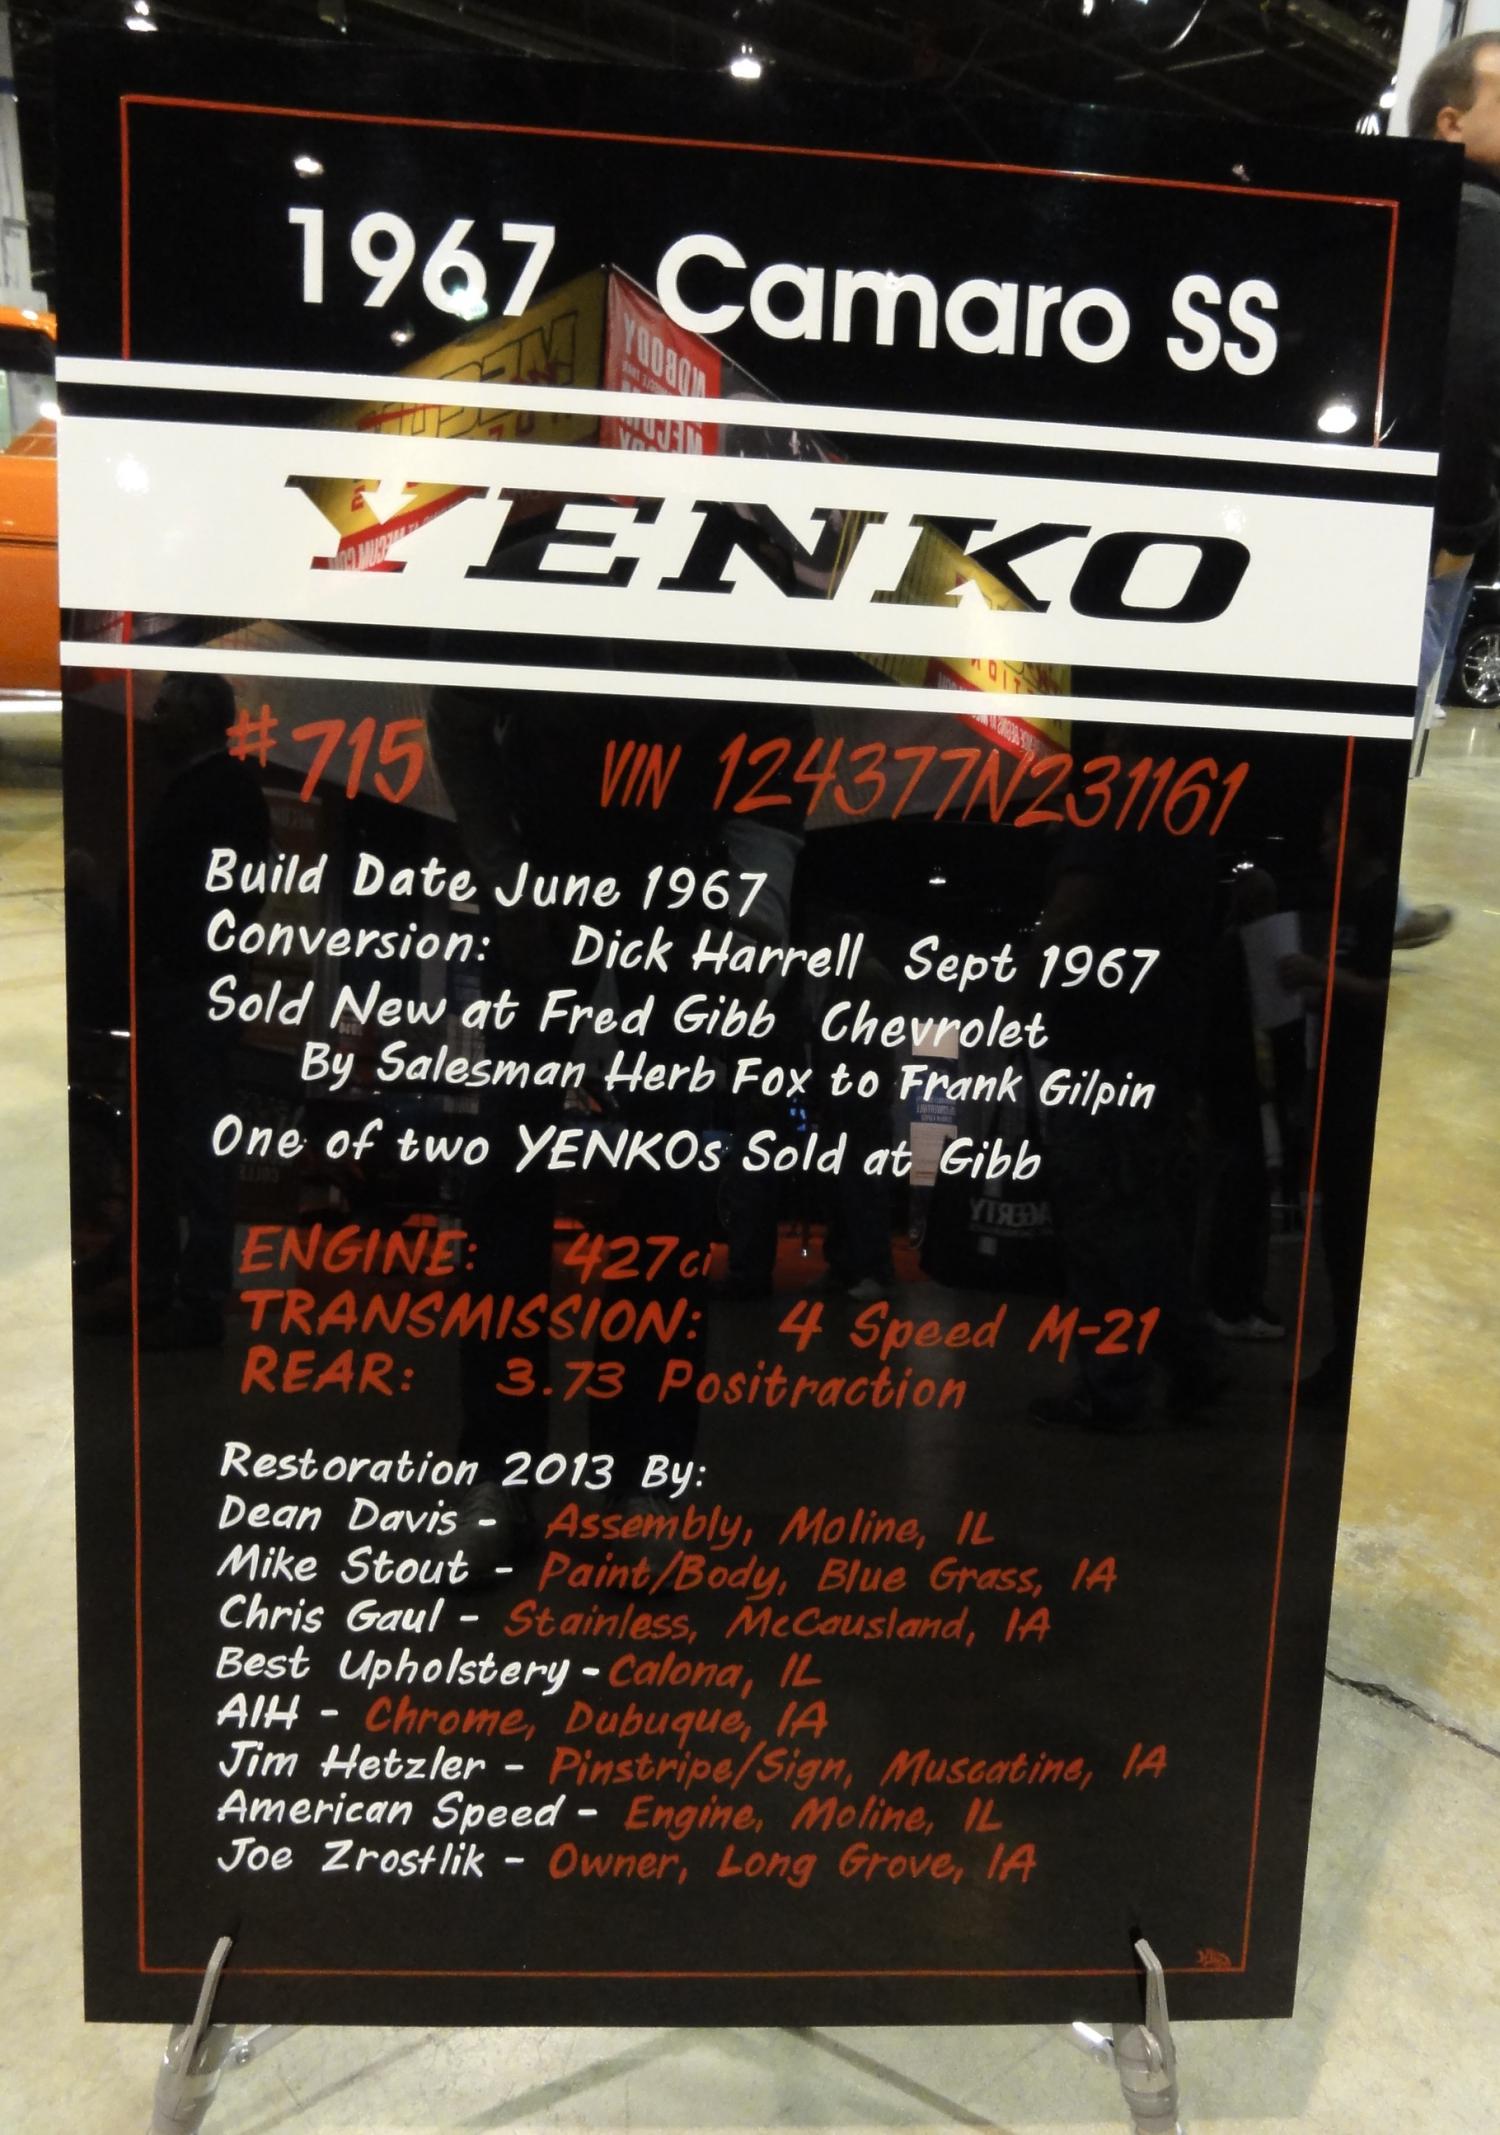 1967 Camaro SS
YENKO
#715 VIN 124377N231161
Build Date June 1967
Conversion: Dick Harrell Sept 1967
Sold New at Fred Gibb Chevrolet
By Salesman Herb Fox to Frank Gilpin
One of two YENKOs Sold at Gibb
ENGINE: 427ci
TRANSMISSION: 4 Speed M-21
REAR: 3.73 Positraction
Restoration 2013 By:
Dean Davis - Assembly, Moline, IL
Mike Stout - Paint/Body, Blue Grass, IA
Chris Gaul - Stainless, McCausland, IA
Best Upholstery - Calona, IL
AIH - Chrome, Dubuque, IA
Jim Hetzler - Pinstripe/Sign, Muscatine, IA
American Speed - Engine, Moline, IL
Joe Zrostlik - Owner, Long Grove, IA